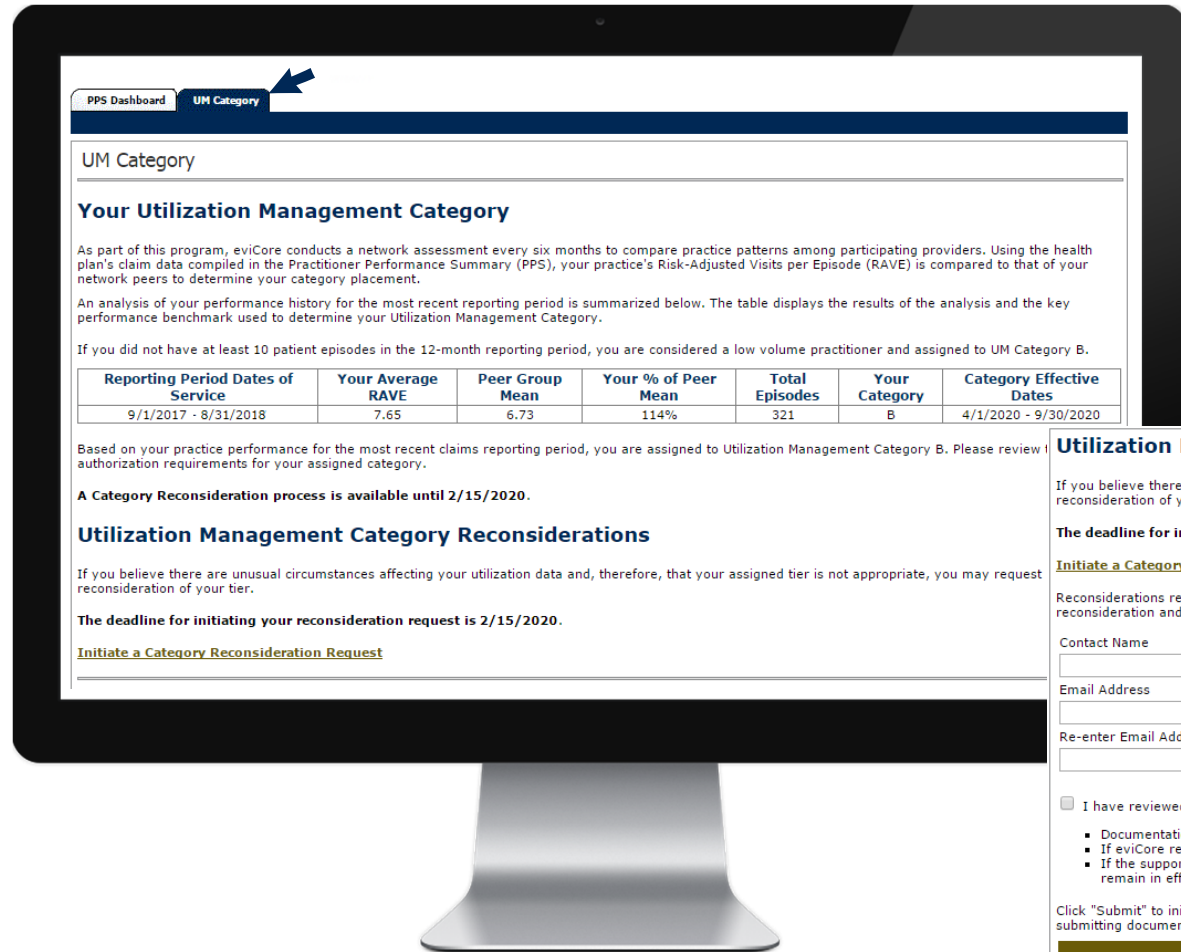 PPS Dashboard UM Category
UM Category
Your Utilization Management Category
As part of this program, eviCore conducts a network assessment every six months to compare practice patterns among participating providers. Using the health
plan's claim data compiled in the Practitioner Performance Summary (PPS), your practice's Risk-Adjusted Visits per Episode (RAVE) is compared to that of your
network peers to determine your category placement.
An analysis of your performance history for the most recent reporting period is summarized below. The table displays the results of the analysis and the key
performance benchmark used to determine your Utilization Management Category.
If you did not have at least 10 patient episodes in the 12-month reporting period, you are considered a low volume practitioner and assigned to UM Category B.
Reporting Period Dates of Service Your Average RAVE Peer Group Mean Your % of Peer Mean Total Episodes Your Category Category Effective Dates
9/1/2017 - 8/31/2018 7.65 6.73 114% 321 B 4/1/2020 - 9/30/2020
Based on your practice performance for the most recent claims reporting period, you are assigned to Utilization Management Category B. Please review
authorization requirements for your assigned category.
A Category Reconsideration process is available until 2/15/2020.
Utilization Management Category Reconsiderations
If you believe there are unusual circumstances affecting your utilization data and, therefore, that your assigned tier is not appropriate, you may request
reconsideration of your tier.
The deadline for initiating your reconsideration request is 2/15/2020.
Initiate a Category Reconsideration Request
Utilization
If you believe there
reconsideration of
The deadline for
Initiate a Category
Reconsiderations
reconsideration and
Contact Name
Email Address
Re-enter Email
I have reviewed
If eviCore
If the
remain in
Click "Submit" to
submitting